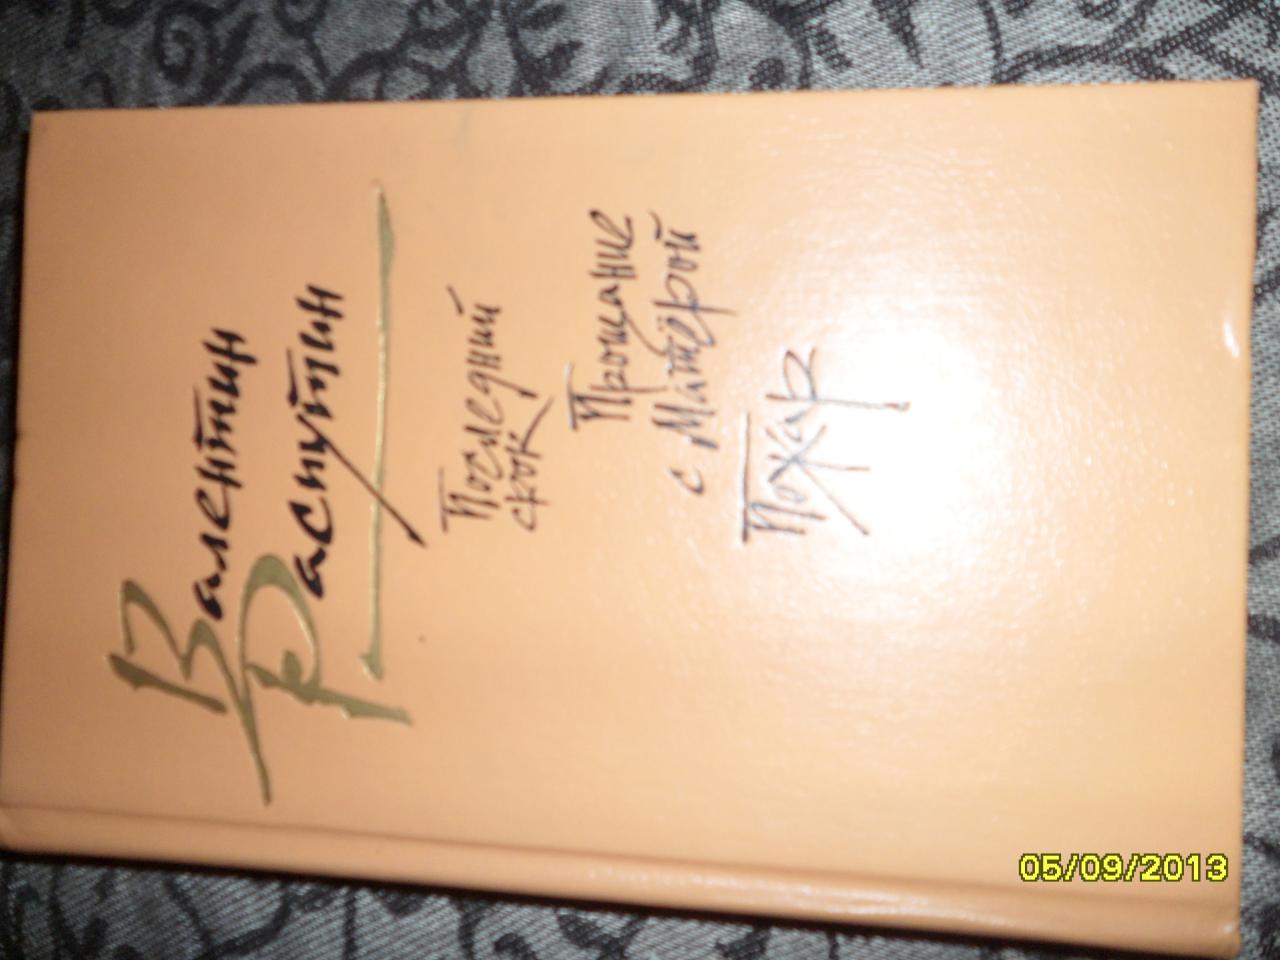 Валентин
Распутин
Последний
срок
Прощание
с Матёрой
Пожар
05/09/2013